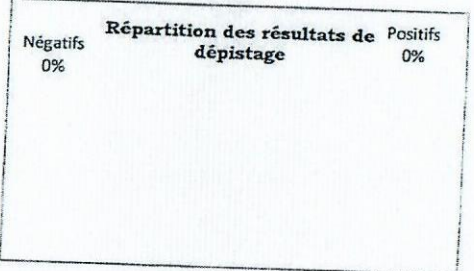 Répartition des résultats de
dépistage
Négatifs
0%
Positifs
0%